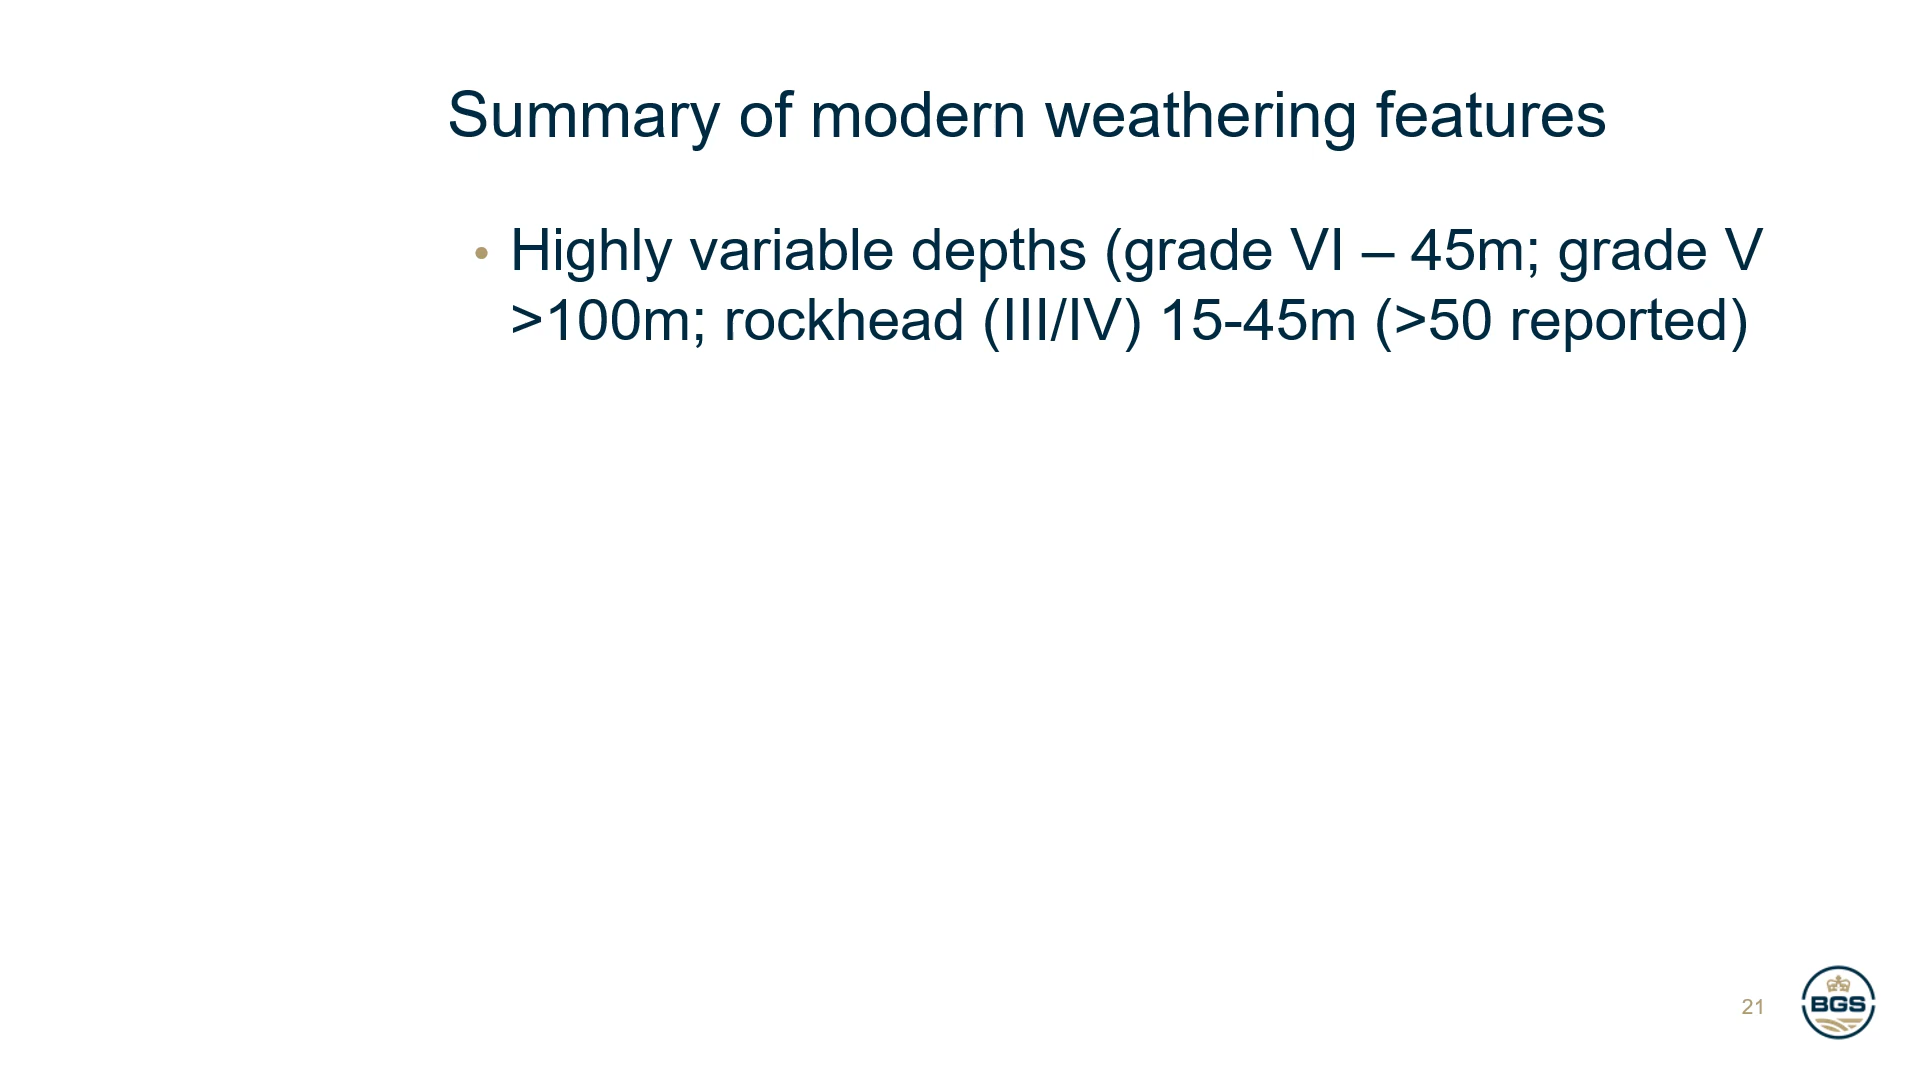 Summary of modern weathering features
• Highly variable depths (grade VI – 45m; grade V
>100m; rockhead (III/IV) 15-45m (>50 reported)
21
BGS